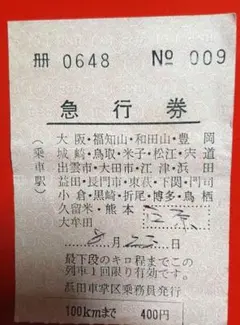 冊 0648 No 009
急行券
(乗車駅)
大阪・福知山・和田山・豊岡
城崎・鳥取・米子・松江・宍道
出雲市・大田市・江津・浜田
益田・長門市・東萩・下関・門司
小倉・黒崎・折尾・博多・鳥栖
久留米・熊本
大牟田
月 日
最下段のキロ程までこの
列車1回限り有効です。
浜田車掌区乗務員発行
100kmまで 400円